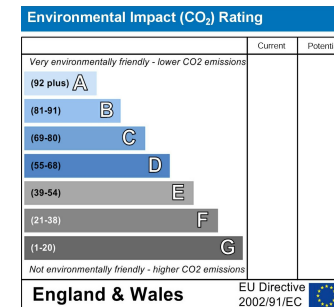 Environmental Impact (CO₂) Rating
Current Potenti
Very environmentally friendly - lower CO2 emissions
(92 plus) A
(81-91) B
(69-80) C
(55-68) D
(39-54) E
(21-38) F
(1-20) G
Not environmentally friendly - higher CO2 emissions
England & Wales
EU Directive
2002/91/EC